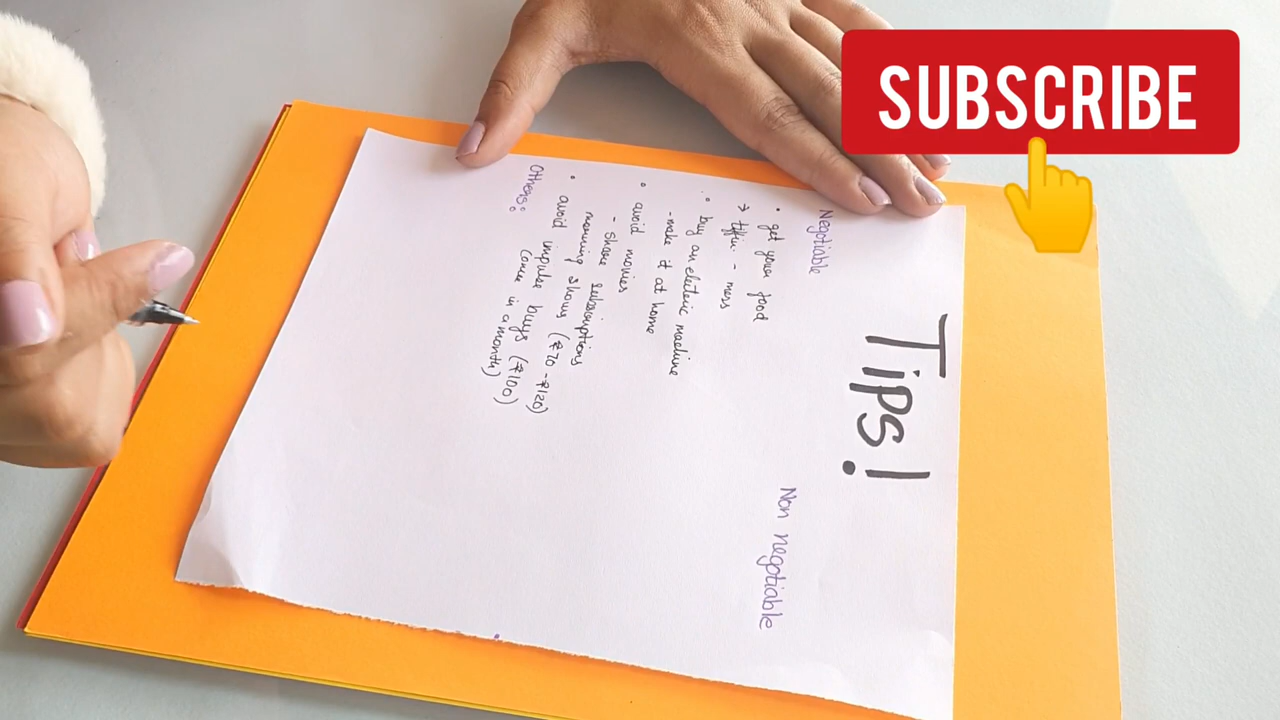 SUBSCRIBE
Tips!
Negotiable
• get your food
→ tiffin - mess
• buy an electric machine
- make it at home
• avoid movies
- share subscriptions
morning shows (₹70 - ₹120)
• avoid impulse buys (₹100)
(once in a month)
Others:
Non negotiable